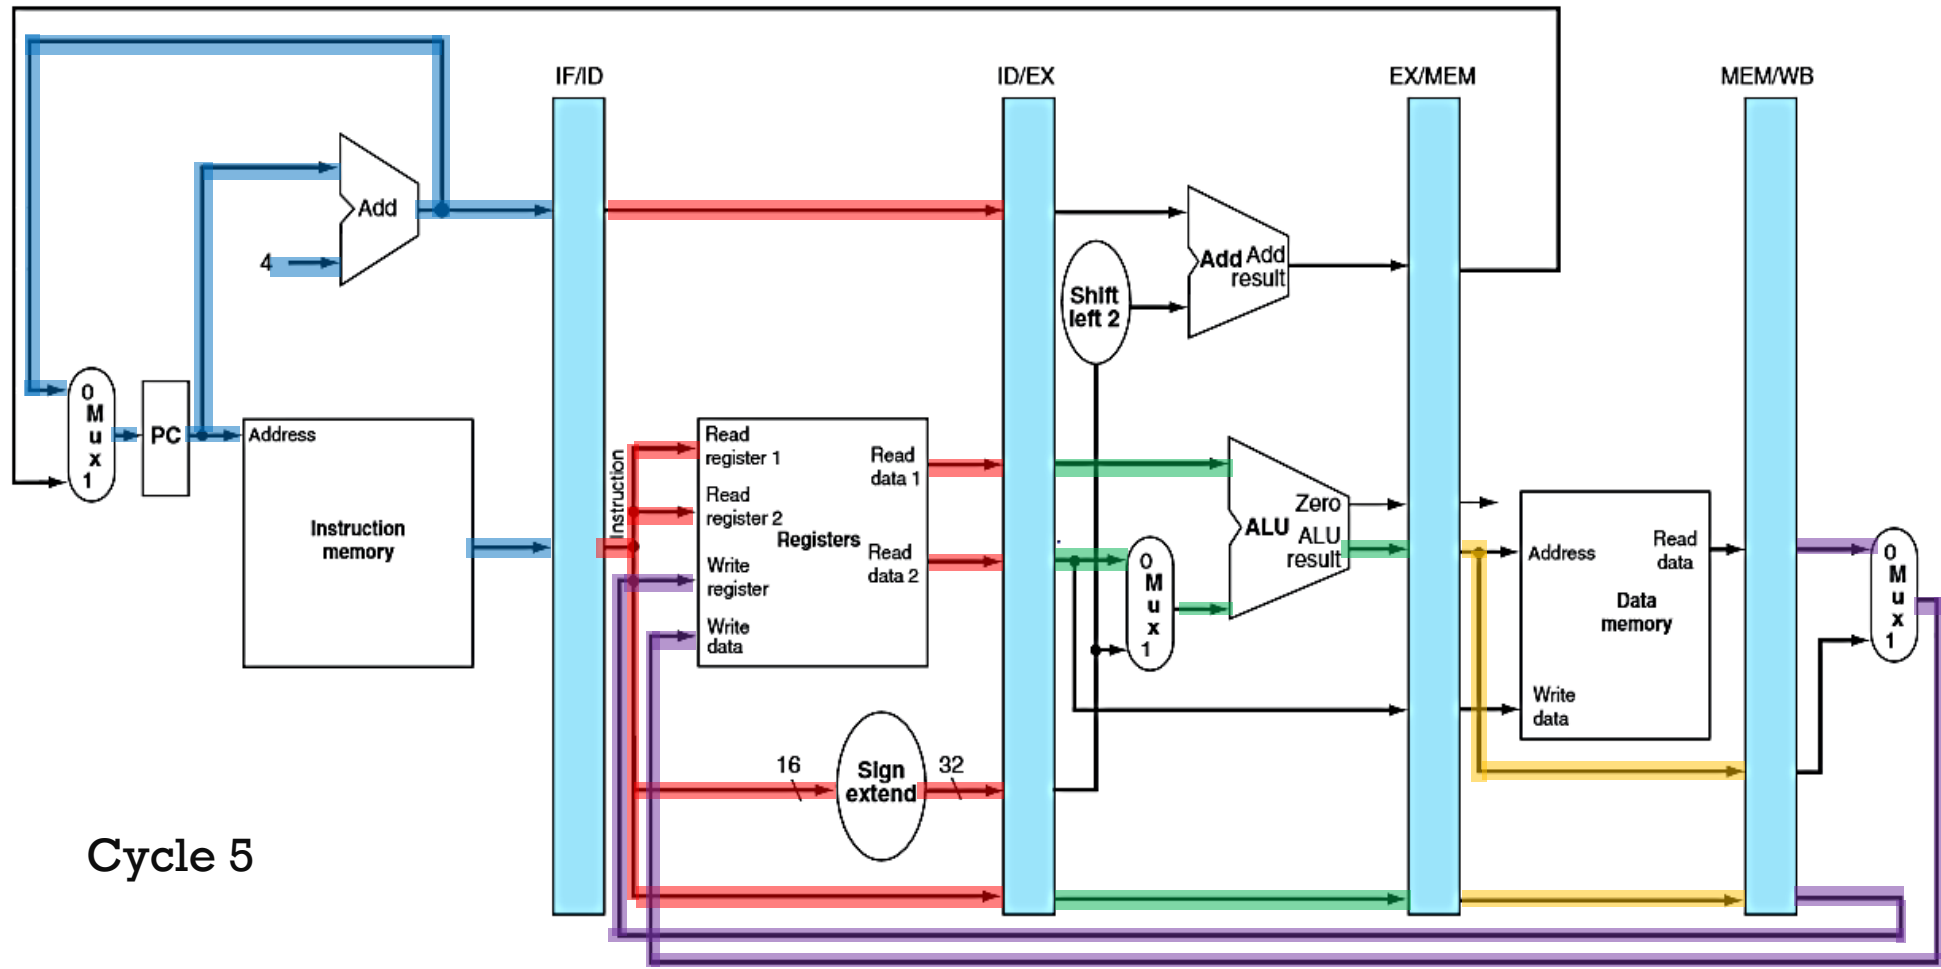 IF/ID
ID/EX
EX/MEM
MEM/WB
Add
4
Add Add
result
Shift
left 2
0
M
u
x
1
PC
Address
Instruction
memory
Instruction
Read
register 1
Read
register 2
Registers
Write
register
Write
data
Read
data 1
Read
data 2
0
M
u
x
1
Zero
ALU
ALU
result
Address
Read
data
Data
memory
Write
data
0
M
u
x
1
16
Sign
extend
32
Cycle 5